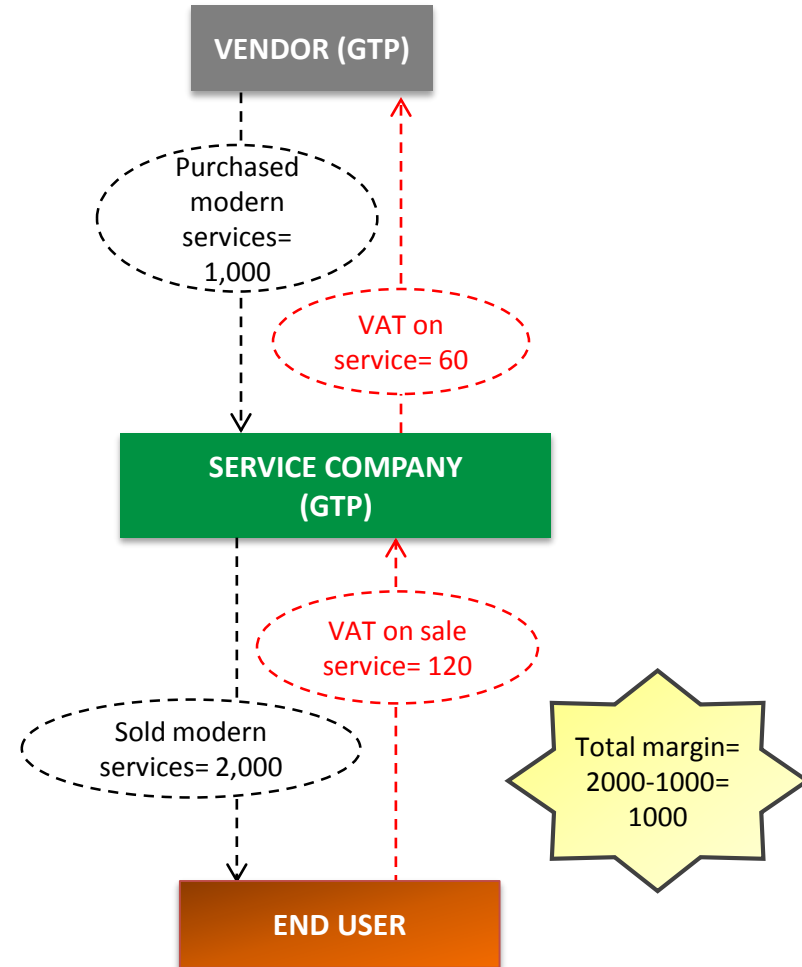 VENDOR (GTP)
Purchased
modern
services=
1,000
VAT on
service= 60
SERVICE COMPANY
(GTP)
VAT on sale
service= 120
Sold modern
services= 2,000
Total margin=
2000-1000=
1000
END USER